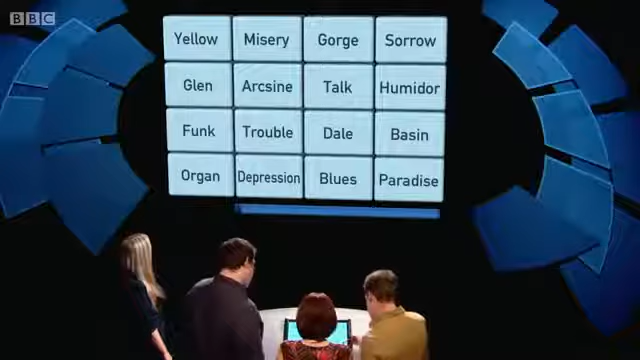 BBC
Yellow Misery Gorge Sorrow
Glen Arcsine Talk Humidor
Funk Trouble Dale Basin
Organ Depression Blues Paradise